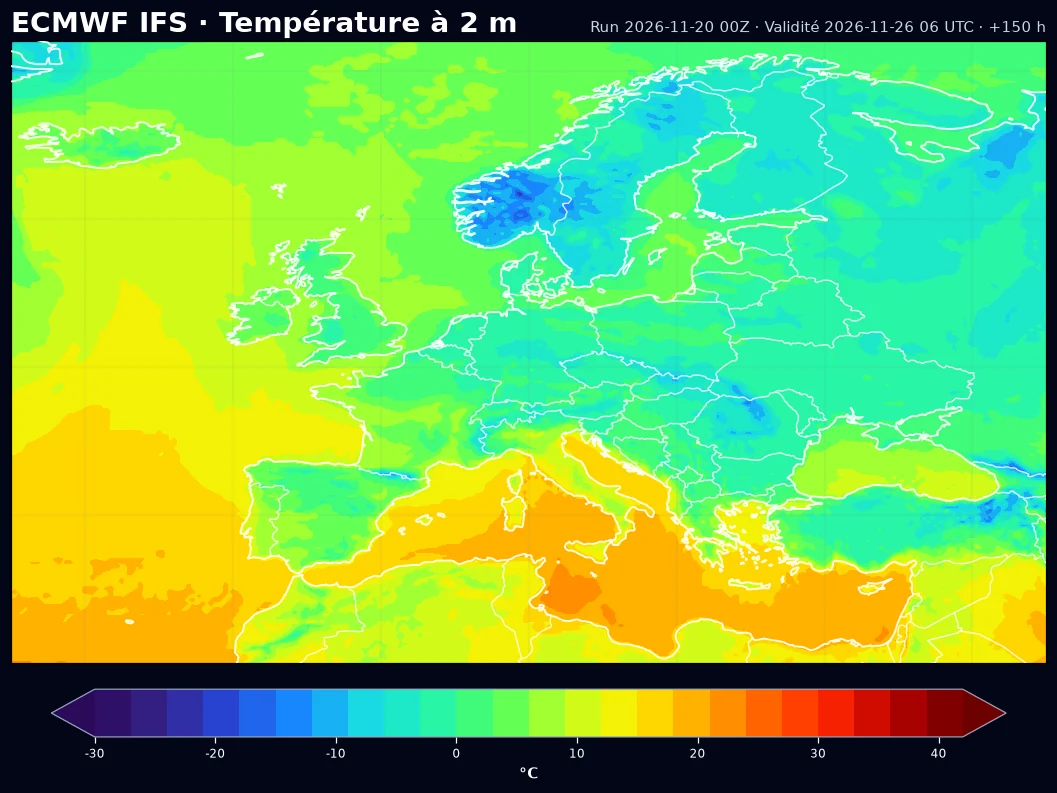 ECMWF IFS · Température à 2 m
Run 2026-11-20 00Z · Validité 2026-11-26 06 UTC · +150 h
-30 -20 -10 0 10 20 30 40
°C